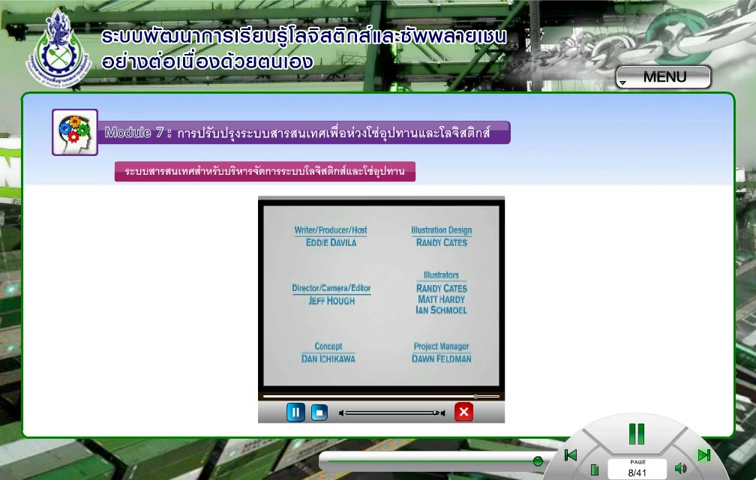 ระบบพัฒนาการเรียนรู้โลจิสติกส์และซัพพลายเชน
อย่างต่อเนื่องด้วยตนเอง
MENU
Module 7 : การปรับปรุงระบบสารสนเทศเพื่อห่วงโซ่อุปทานและโลจิสติกส์
ระบบสารสนเทศสำหรับบริหารจัดการระบบโลจิสติกส์และโซ่อุปทาน
Writer/Producer/Host
EDDIE DAVILA
Illustration Design
RANDY CATES
Director/Camera/Editor
JEFF HOUGH
Illustrators
RANDY CATES
MATT HARDY
IAN SCHMOEL
Concept
DAN ICHIKAWA
Project Manager
DAWN FELDMAN
PAGE
8/41